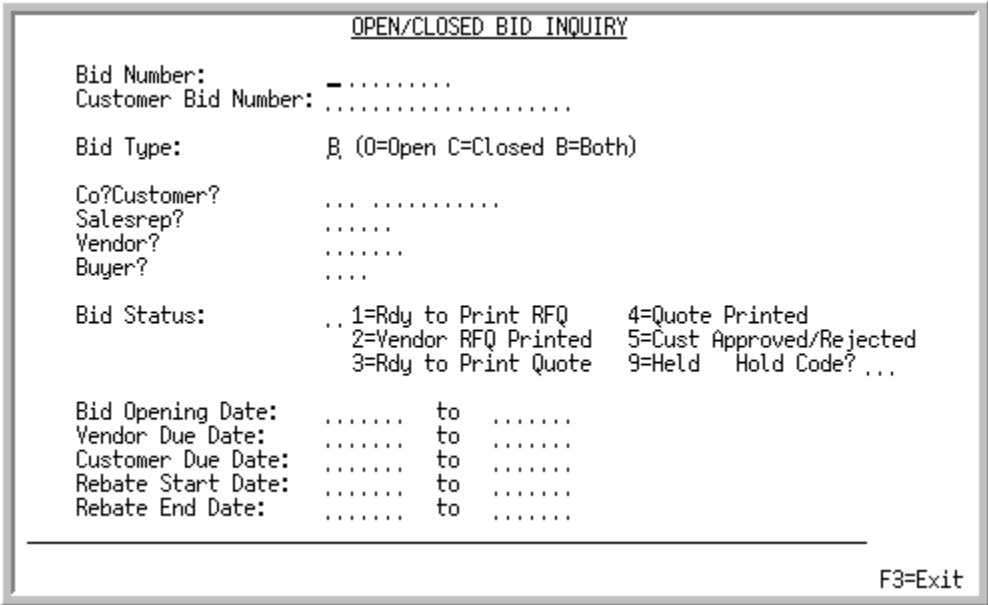 OPEN/CLOSED BID INQUIRY
Bid Number: _.........
Customer Bid Number: ......................
Bid Type: B (O=Open C=Closed B=Both)
Co?Customer? ... ...........
Salesrep? ......
Vendor? .......
Buyer? ....
Bid Status: .. 1=Rdy to Print RFQ 4=Quote Printed
2=Vendor RFQ Printed 5=Cust Approved/Rejected
3=Rdy to Print Quote 9=Held Hold Code? ...
Bid Opening Date: ....... to .......
Vendor Due Date: ....... to .......
Customer Due Date: ....... to .......
Rebate Start Date: ....... to .......
Rebate End Date: ....... to .......
F3=Exit